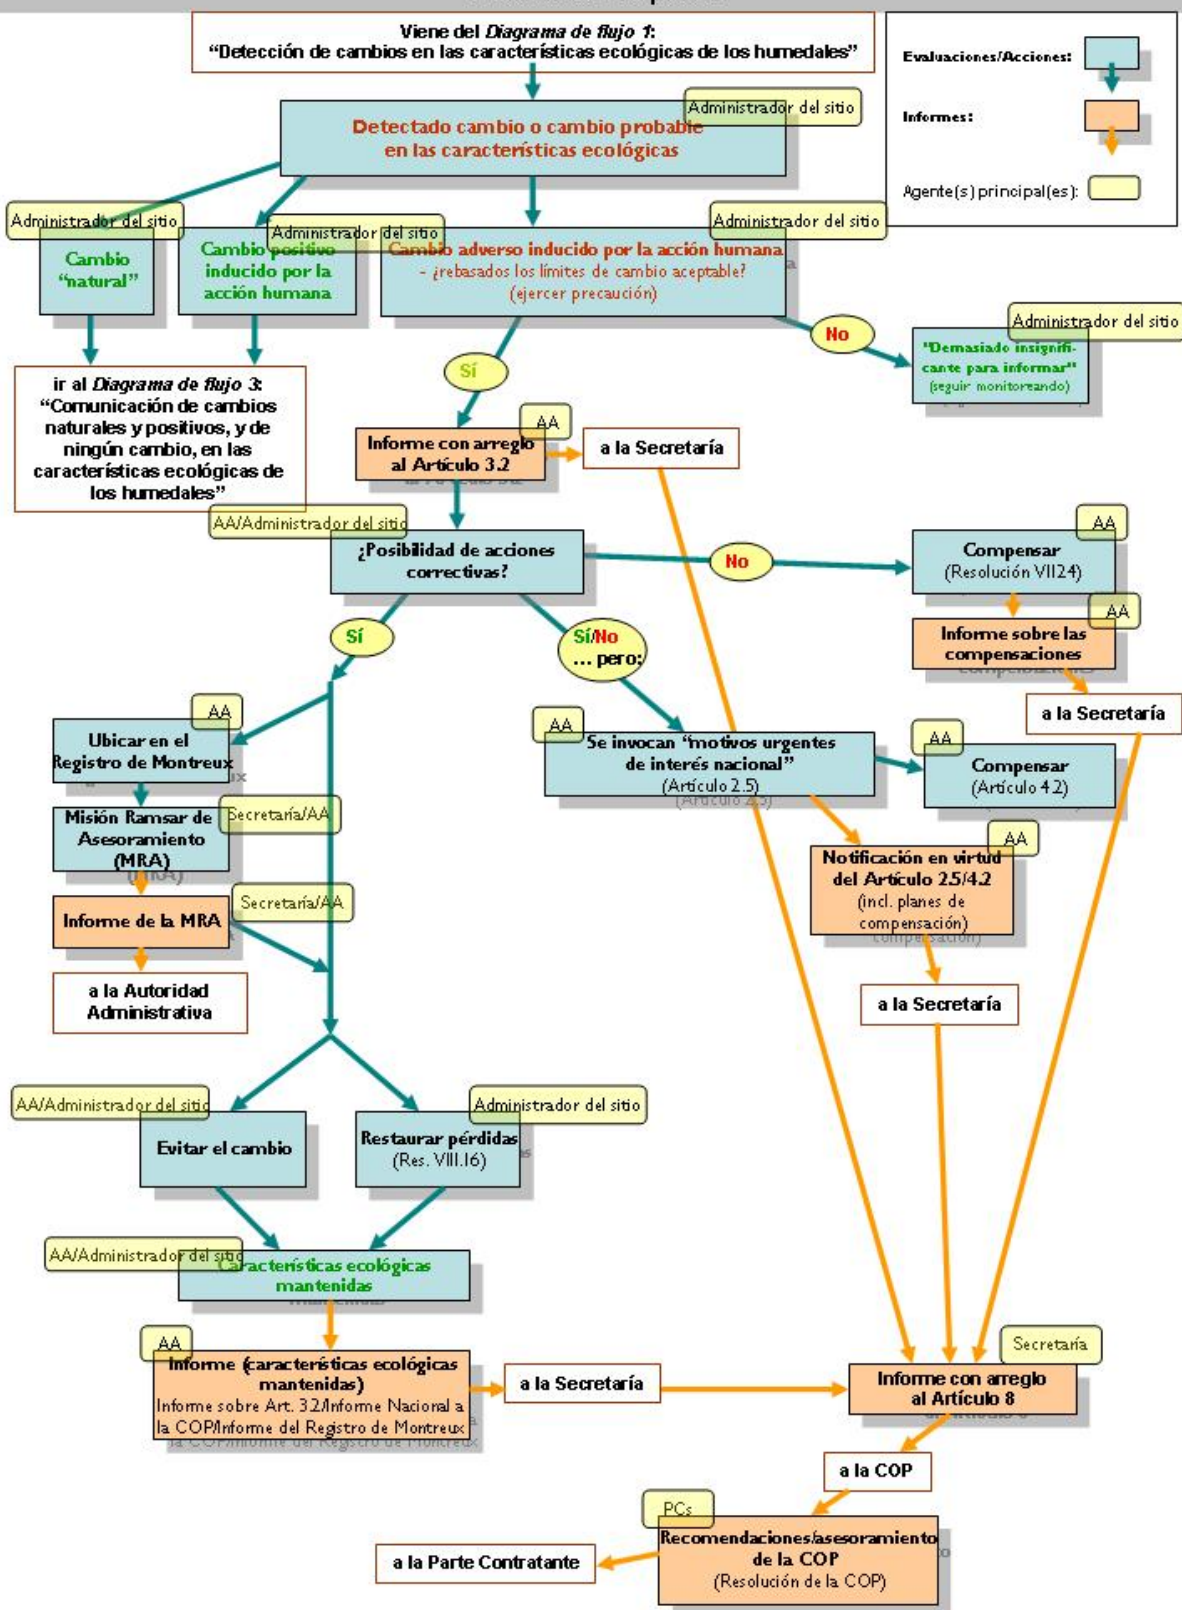 Viene del Diagrama de flujo 1:
“Detección de cambios en las características ecológicas de los humedales”
Evaluaciones/Acciones:
Informes:
Agente(s) principal(es):
Administrador del sitio
Detectado cambio o cambio probable
en las características ecológicas
Administrador del sitio
Cambio
“natural”
Administrador del sitio
Cambio positivo
inducido por la
acción humana
Administrador del sitio
Cambio adverso inducido por la acción humana
- ¿rebasados los límites de cambio aceptable?
(ejercer precaución)
No
Administrador del sitio
"Demasiado insignifi-
cante para informar"
(seguir monitoreando)
Sí
ir al Diagrama de flujo 3:
“Comunicación de cambios
naturales y positivos, y de
ningún cambio, en las
características ecológicas de
los humedales”
AA
Informe con arreglo
al Artículo 3.2
a la Secretaría
AA/Administrador del sitio
¿Posibilidad de acciones
correctivas?
No
AA
Compensar
(Resolución VII24)
AA
Informe sobre las
compensaciones
a la Secretaría
Sí
Sí/No
... pero:
AA
Ubicar en el
Registro de Montreux
Secretaría/AA
Misión Ramsar de
Asesoramiento
(MRA)
Secretaría/AA
Informe de la MRA
a la Autoridad
Administrativa
AA
Se invocan “motivos urgentes
de interés nacional”
(Artículo 2.5)
AA
Compensar
(Artículo 4.2)
AA
Notificación en virtud
del Artículo 2.5/4.2
(incl. planes de
compensación)
a la Secretaría
AA/Administrador del sitio
Evitar el cambio
Administrador del sitio
Restaurar pérdidas
(Res. VIII.16)
AA/Administrador del sitio
Características ecológicas
mantenidas
AA
Informe (características ecológicas
mantenidas)
Informe sobre Art. 3.2/Informe Nacional a
la COP/Informe del Registro de Montreux
a la Secretaría
Secretaría
Informe con arreglo
al Artículo 8
a la COP
PCs
Recomendaciones/asesoramiento
de la COP
(Resolución de la COP)
a la Parte Contratante